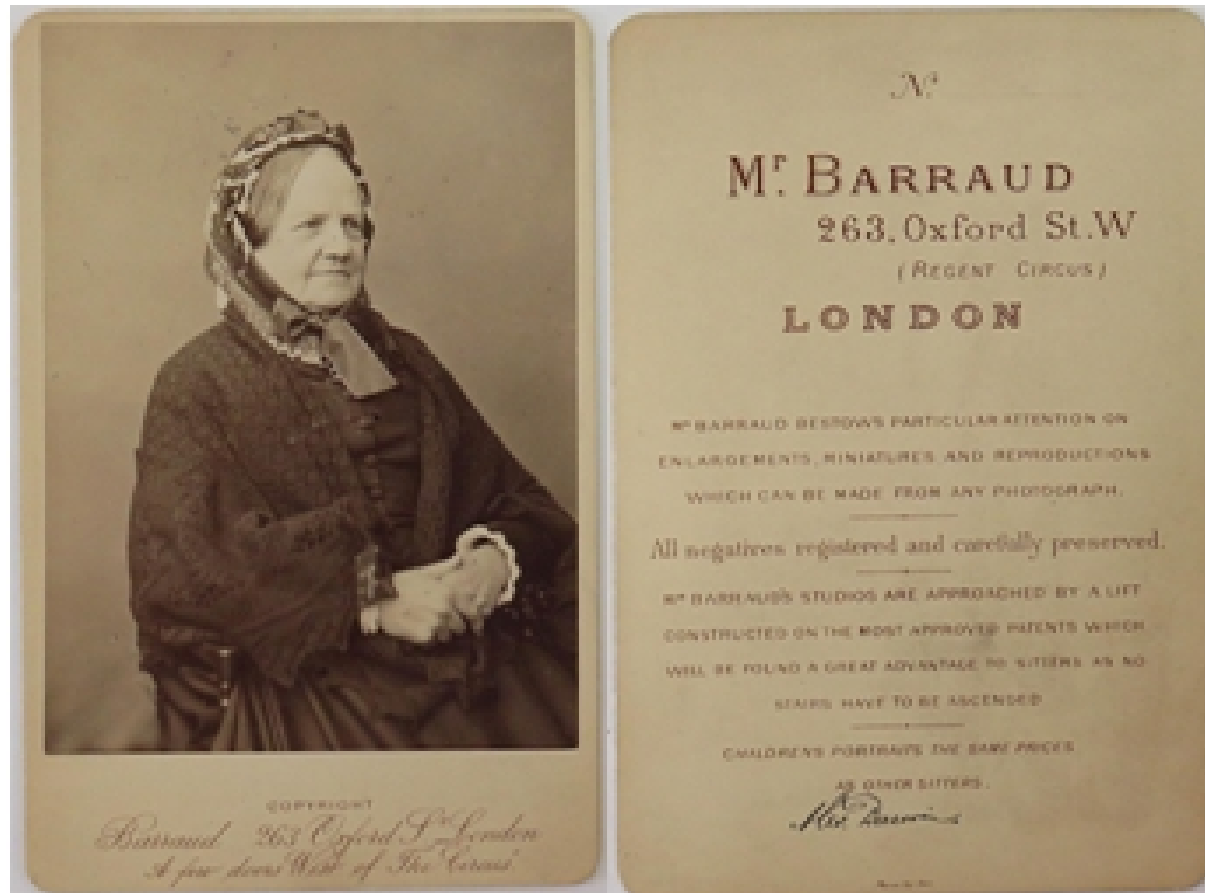 COPYRIGHT
Barraud 263 Oxford St. London
A few doors West of The "Circus"
No.
Mr. BARRAUD
263, Oxford St. W
(REGENT CIRCUS)
LONDON
Mr BARRAUD BESTOWS PARTICULAR ATTENTION ON
ENLARGEMENTS, MINIATURES AND REPRODUCTIONS
WHICH CAN BE MADE FROM ANY PHOTOGRAPH.
All negatives registered and carefully preserved.
Mr BARRAUD'S STUDIOS ARE APPROACHED BY A LIFT
CONSTRUCTED ON THE MOST APPROVED PATENTS WHICH
WILL BE FOUND A GREAT ADVANTAGE TO SITTERS AS NO
STAIRS HAVE TO BE ASCENDED
CHILDREN'S PORTRAITS THE SAME PRICES
AS OTHER SITTERS.
Darwin